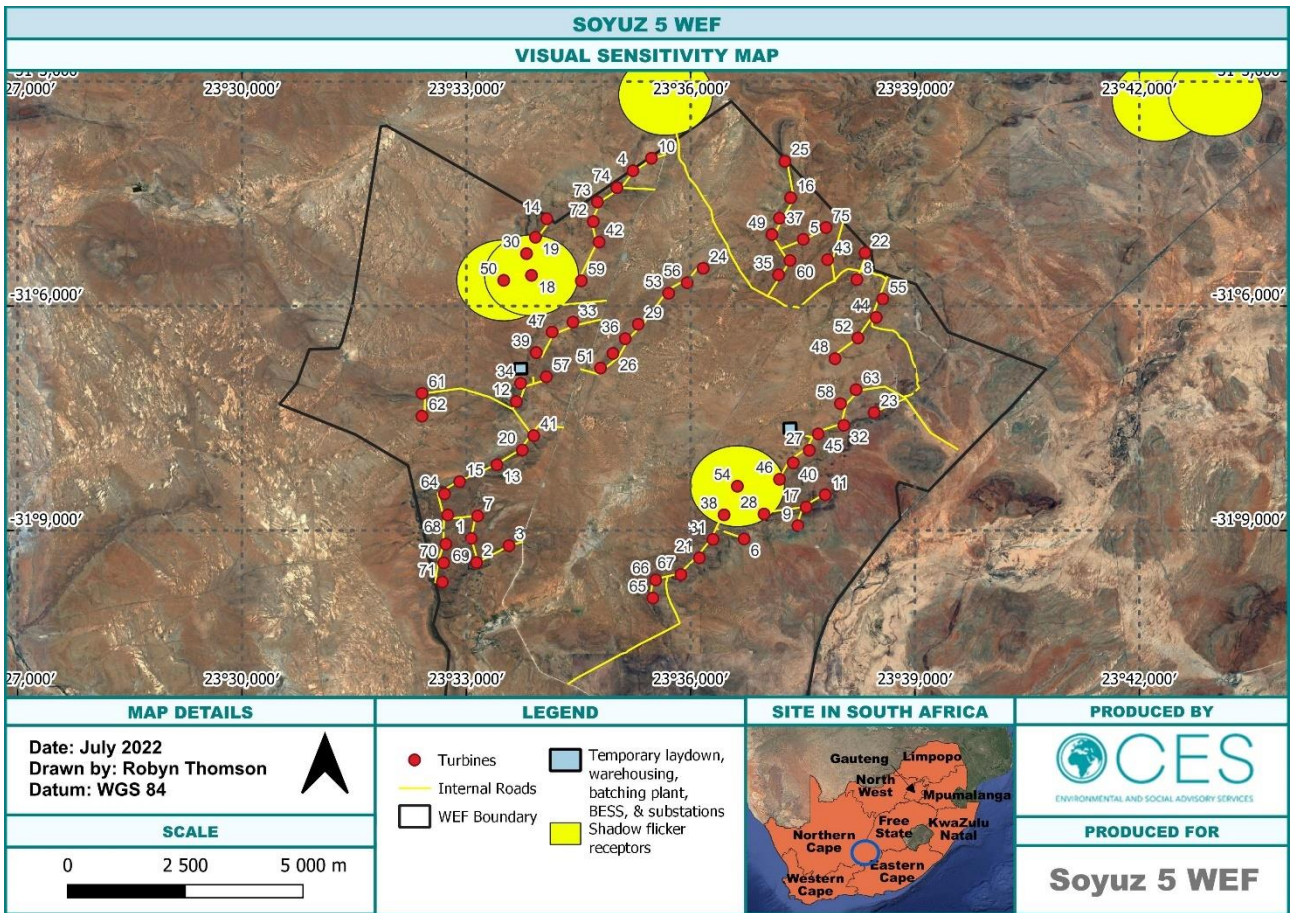 SOYUZ 5 WEF
VISUAL SENSITIVITY MAP
27,000' 23°30,000' 23°33,000' 23°36,000' 23°39,000' 23°42,000'
10
4
25
74
16
73
14
72
37
5
75
49
30
19
42
43
22
50
18
59
56
24
35
60
8
53
-31°6,000' -31°6,000'
55
33
29
44
47
36
52
39
48
51
26
57
34
12
63
61
58
62
23
41
27
32
20
45
15
13
54
46
40
64
28
17
11
38
7
68
1
9
-31°9,000' -31°9,000'
3
31
70
69
2
6
21
71
66
67
65
27,000' 23°30,000' 23°33,000' 23°36,000' 23°39,000' 23°42,000'
MAP DETAILS
Date: July 2022
Drawn by: Robyn Thomson
Datum: WGS 84
SCALE
0 2 500 5 000 m
LEGEND
Turbines
Internal Roads
WEF Boundary
Temporary laydown,
warehousing,
batching plant,
BESS, & substations
Shadow flicker
receptors
SITE IN SOUTH AFRICA
Limpopo
Gauteng
North
West
Mpumalanga
Free
State
KwaZulu
Natal
Northern
Cape
Eastern
Cape
Western
Cape
PRODUCED BY
CES
ENVIRONMENTAL AND SOCIAL ADVISORY SERVICES
PRODUCED FOR
Soyuz 5 WEF